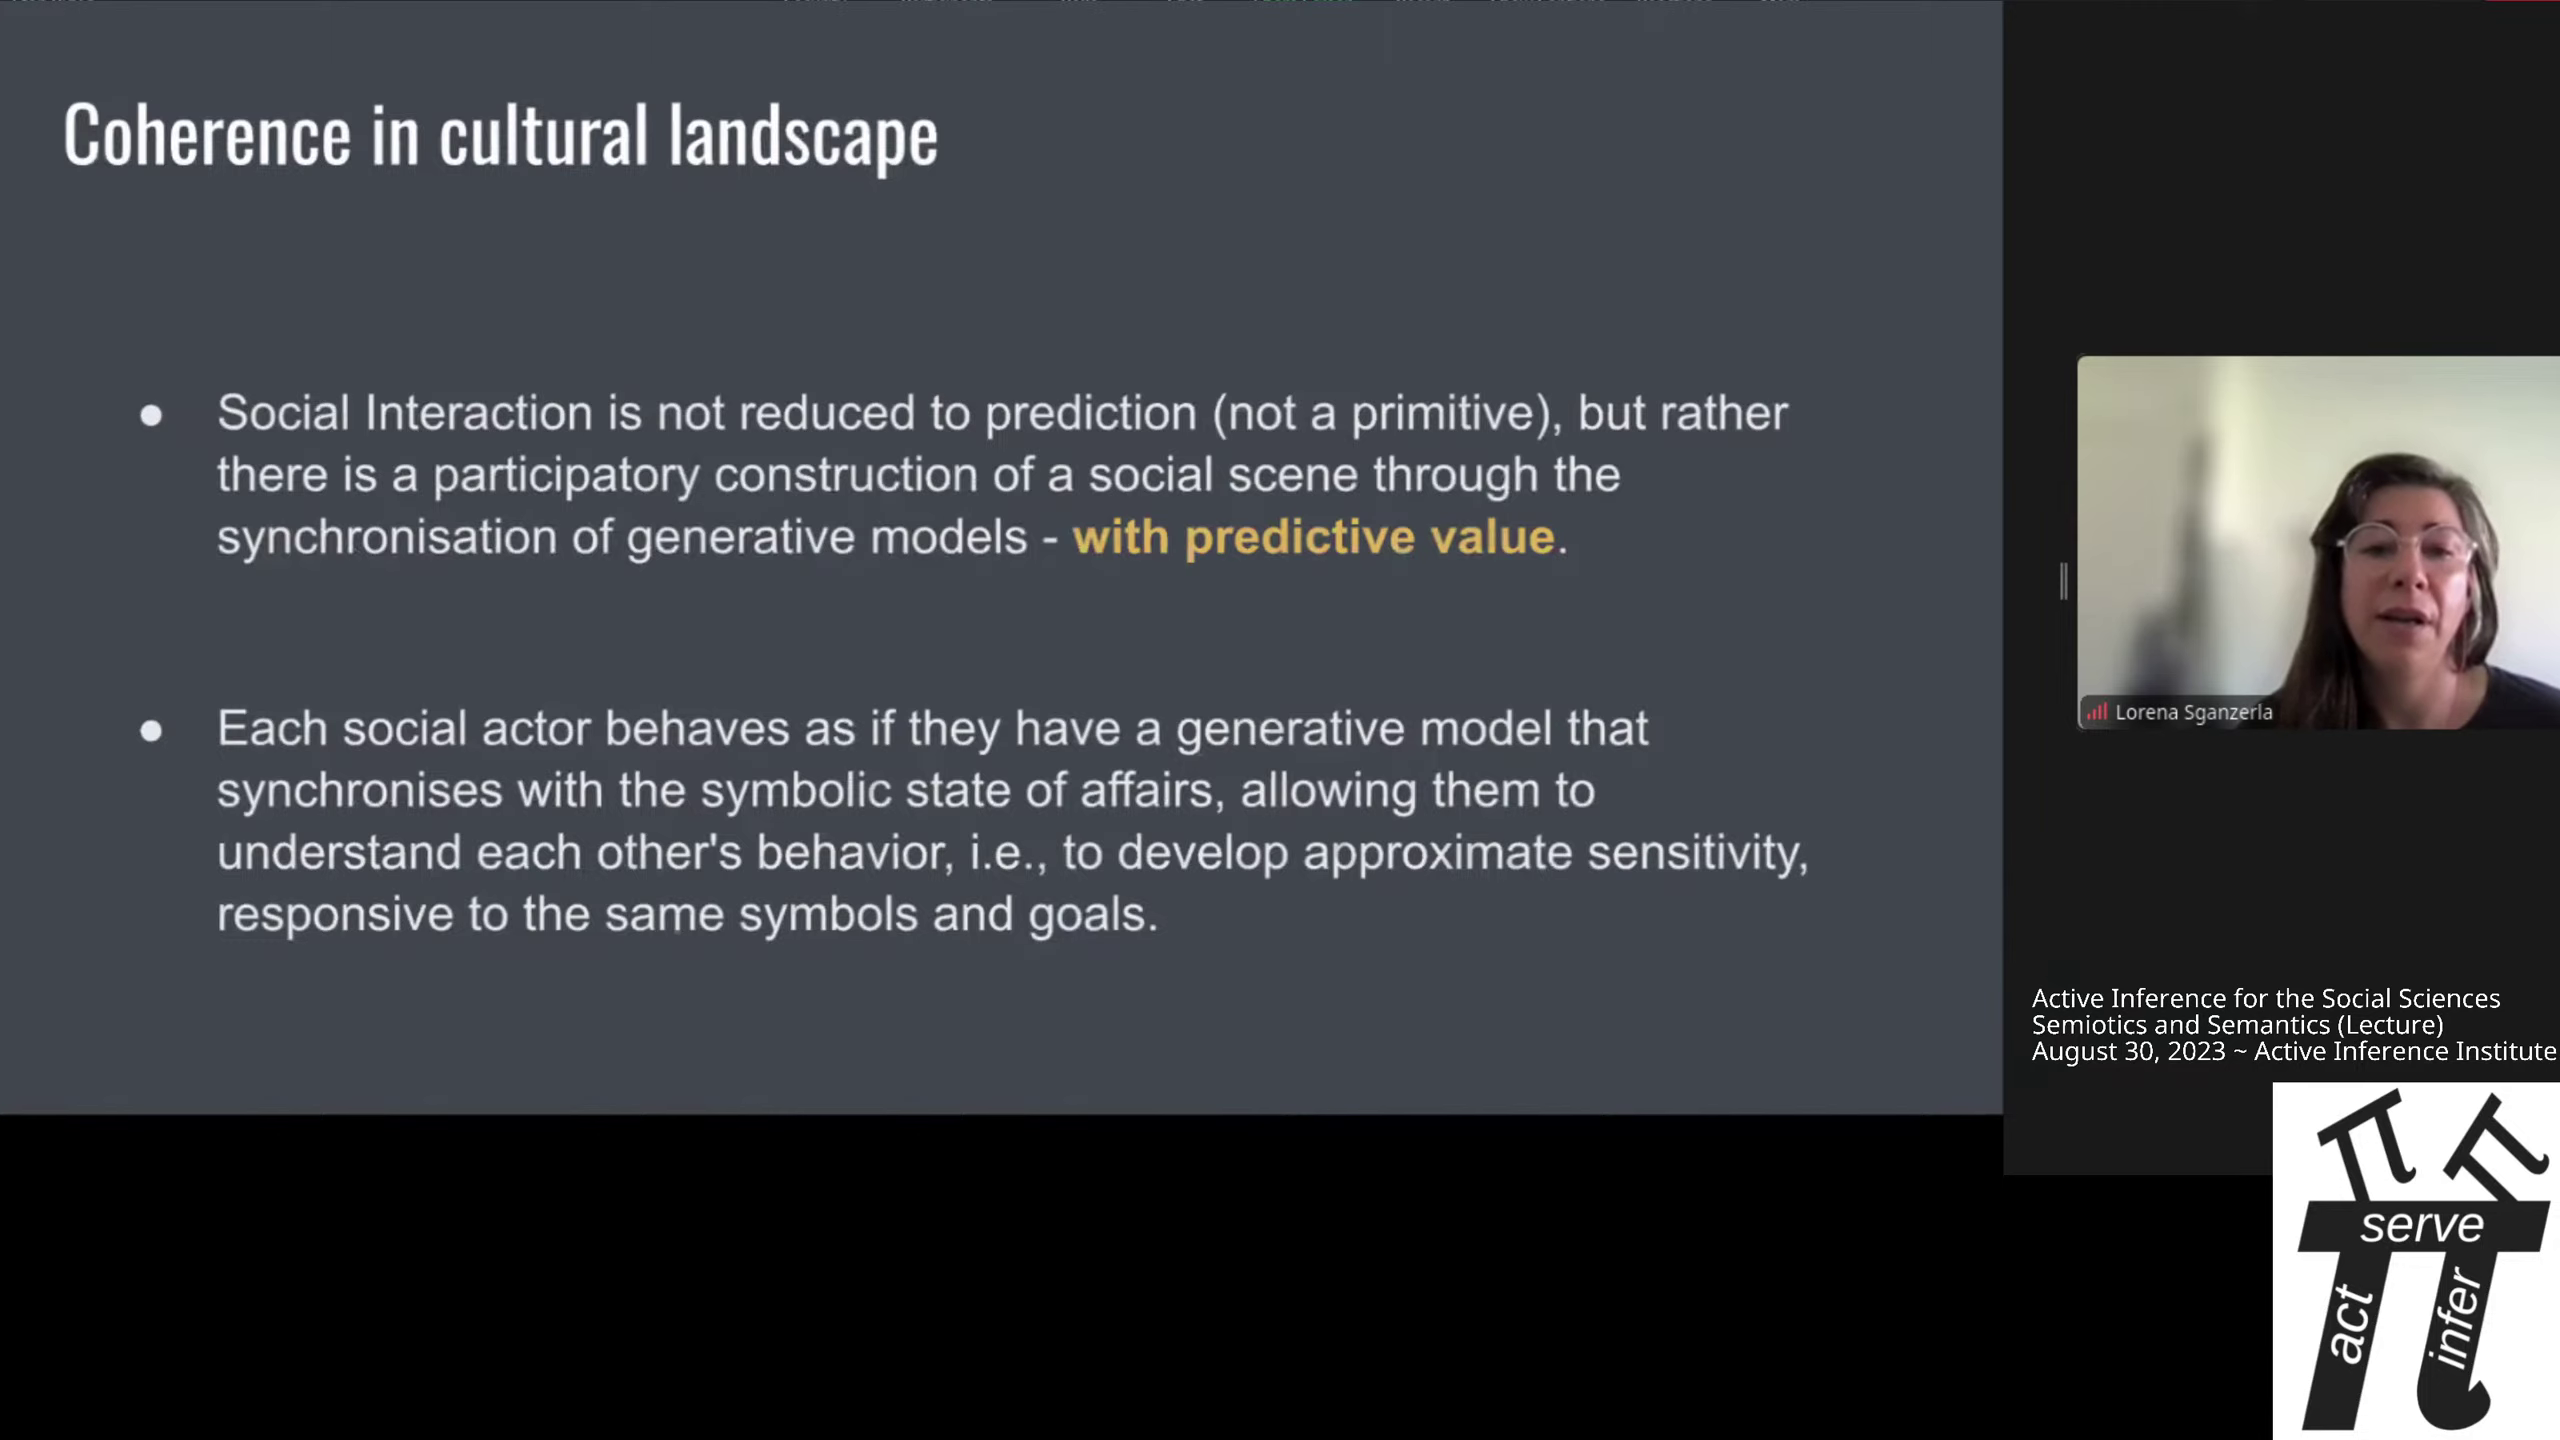 Coherence in cultural landscape
● Social Interaction is not reduced to prediction (not a primitive), but rather
there is a participatory construction of a social scene through the
synchronisation of generative models - with predictive value.
● Each social actor behaves as if they have a generative model that
synchronises with the symbolic state of affairs, allowing them to
understand each other's behavior, i.e., to develop approximate sensitivity,
responsive to the same symbols and goals.
Lorena Sganzerla
Active Inference for the Social Sciences
Semiotics and Semantics (Lecture)
August 30, 2023 ~ Active Inference Institute
π π
serve
act
infer